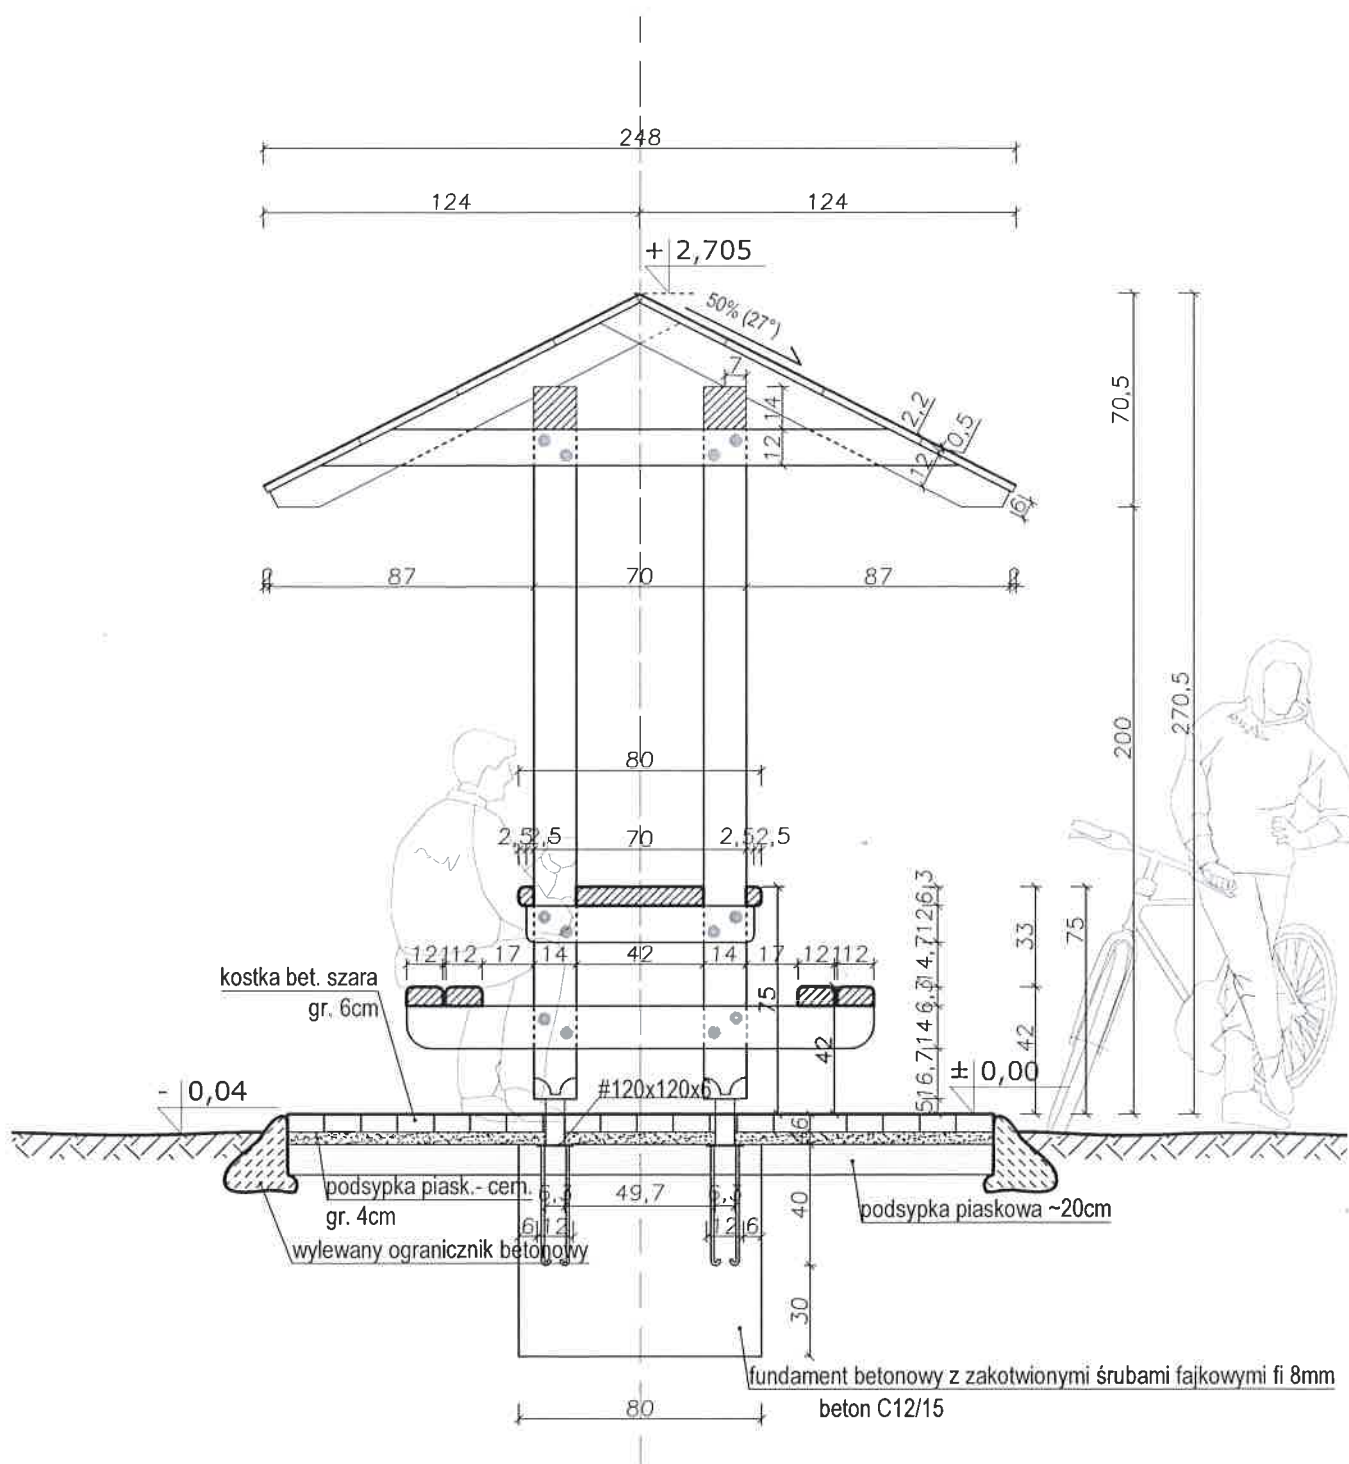 248
124 124
+ 2,705
50% (27°)
7
14
12
2,2
0,5
12
6
70,5
2 87 70 87 2
200
270,5
80
2,5 2,5 70 2,5 2,5
12 12 17 14 42 14 17 12 12
75
42
6,3
12
14,7
6,3
14
16,7
5
33
42
75
kostka bet. szara
gr. 6cm
- 0,04
#120x120x6
± 0,00
6
podsypka piask.- cem.
gr. 4cm
6,3 49,7 6,3
6 12 12 6
40
podsypka piaskowa ~20cm
wylewany ogranicznik betonowy
30
fundament betonowy z zakotwionymi śrubami fajkowymi fi 8mm
beton C12/15
80